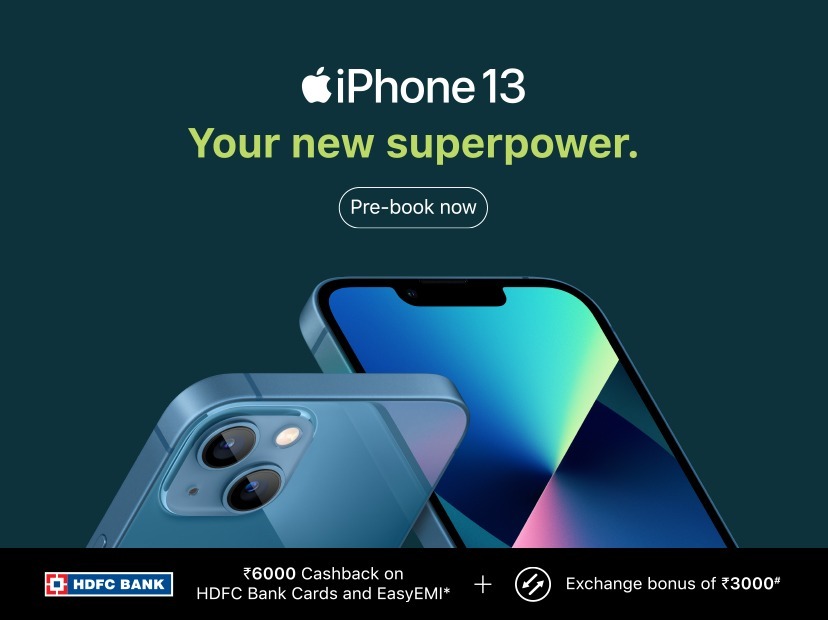 iPhone 13
Your new superpower.
Pre-book now
HDFC BANK
₹6000 Cashback on
HDFC Bank Cards and EasyEMI*
+
Exchange bonus of ₹3000#